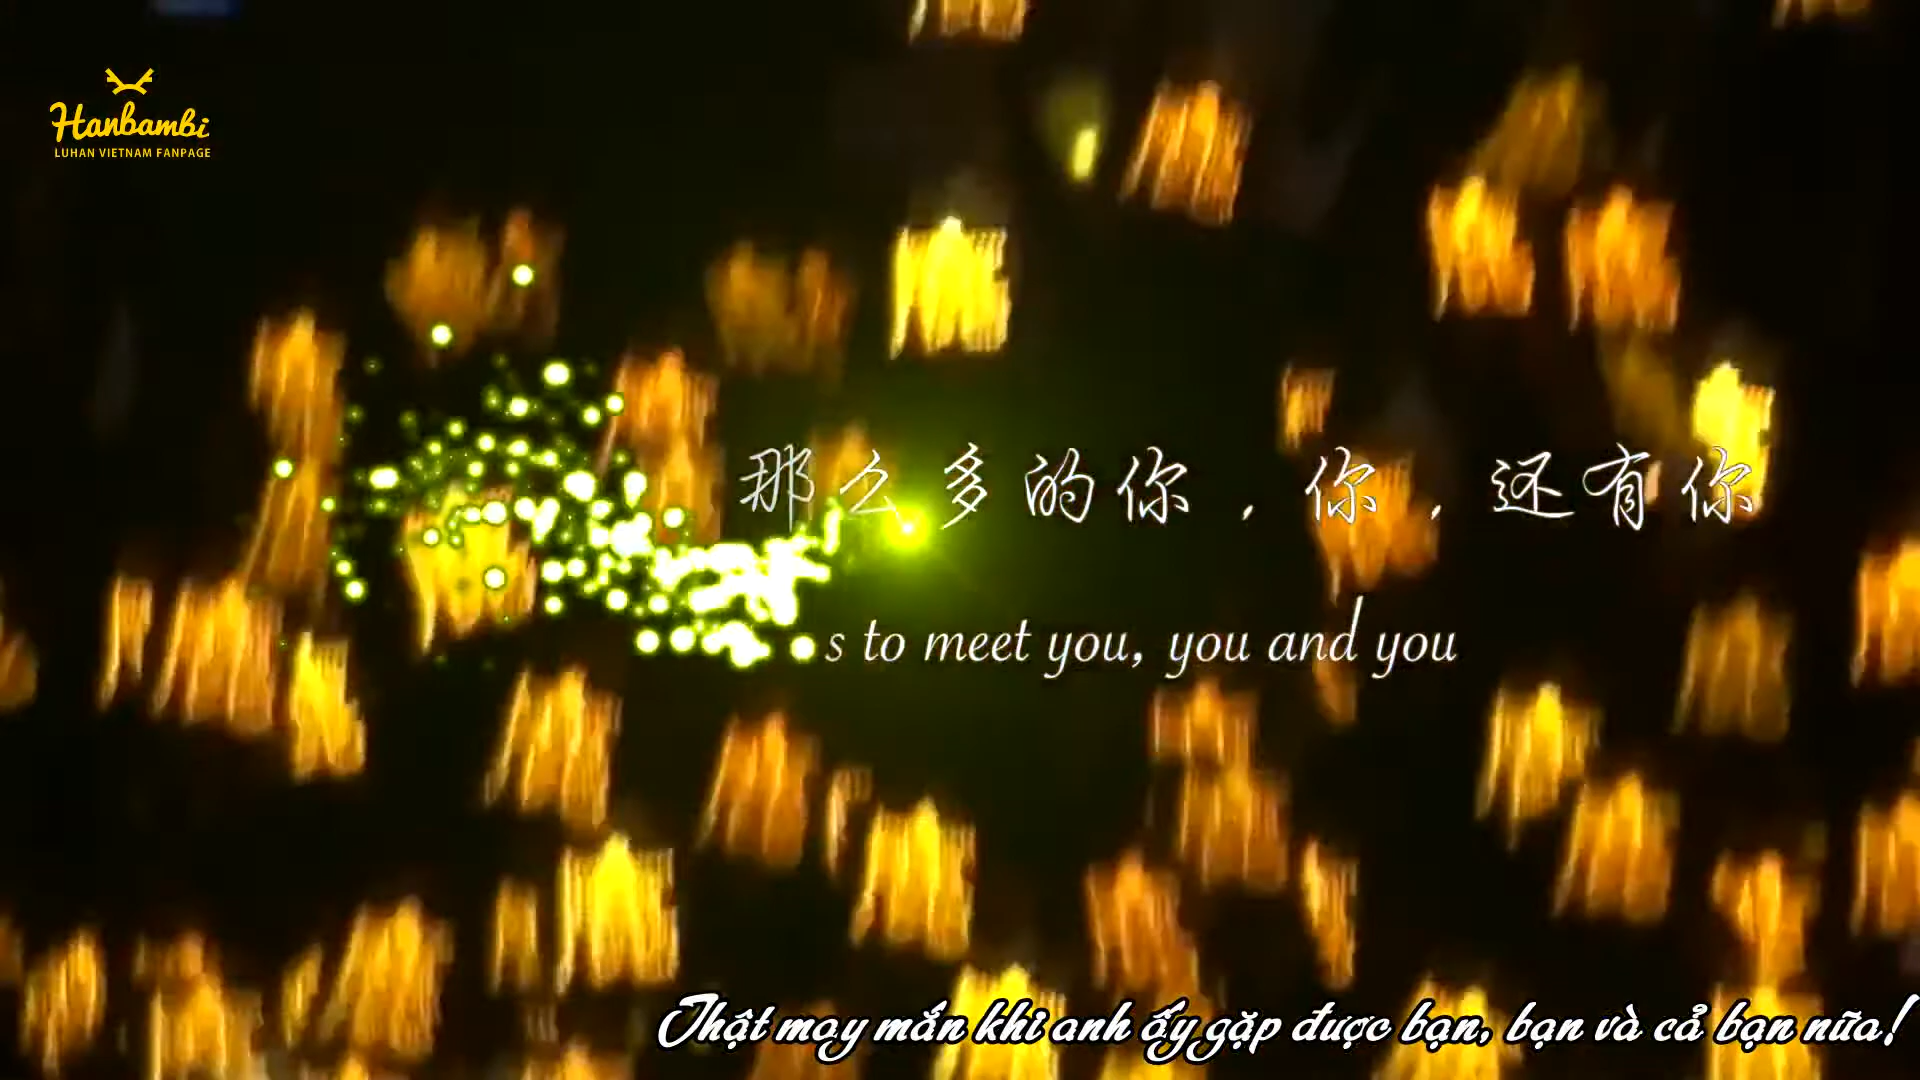 Hanbambi
LUHAN VIETNAM FANPAGE
那么多的你，你，还有你
s to meet you, you and you
Thật may mắn khi anh ấy gặp được bạn, bạn và cả bạn nữa!